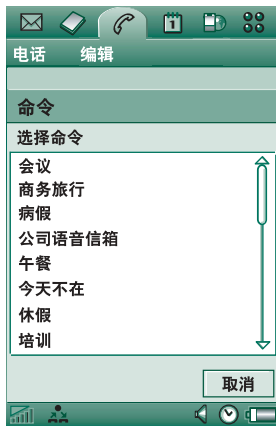 电话 编辑
命令
选择命令
会议
商务旅行
病假
公司语音信箱
午餐
今天不在
休假
培训
取消